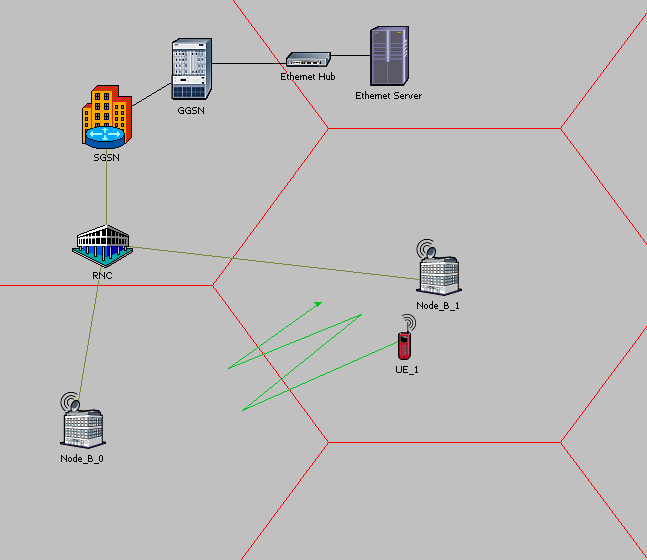 Ethernet Hub
Ethernet Server
GGSN
SGSN
RNC
Node_B_1
UE_1
Node_B_0